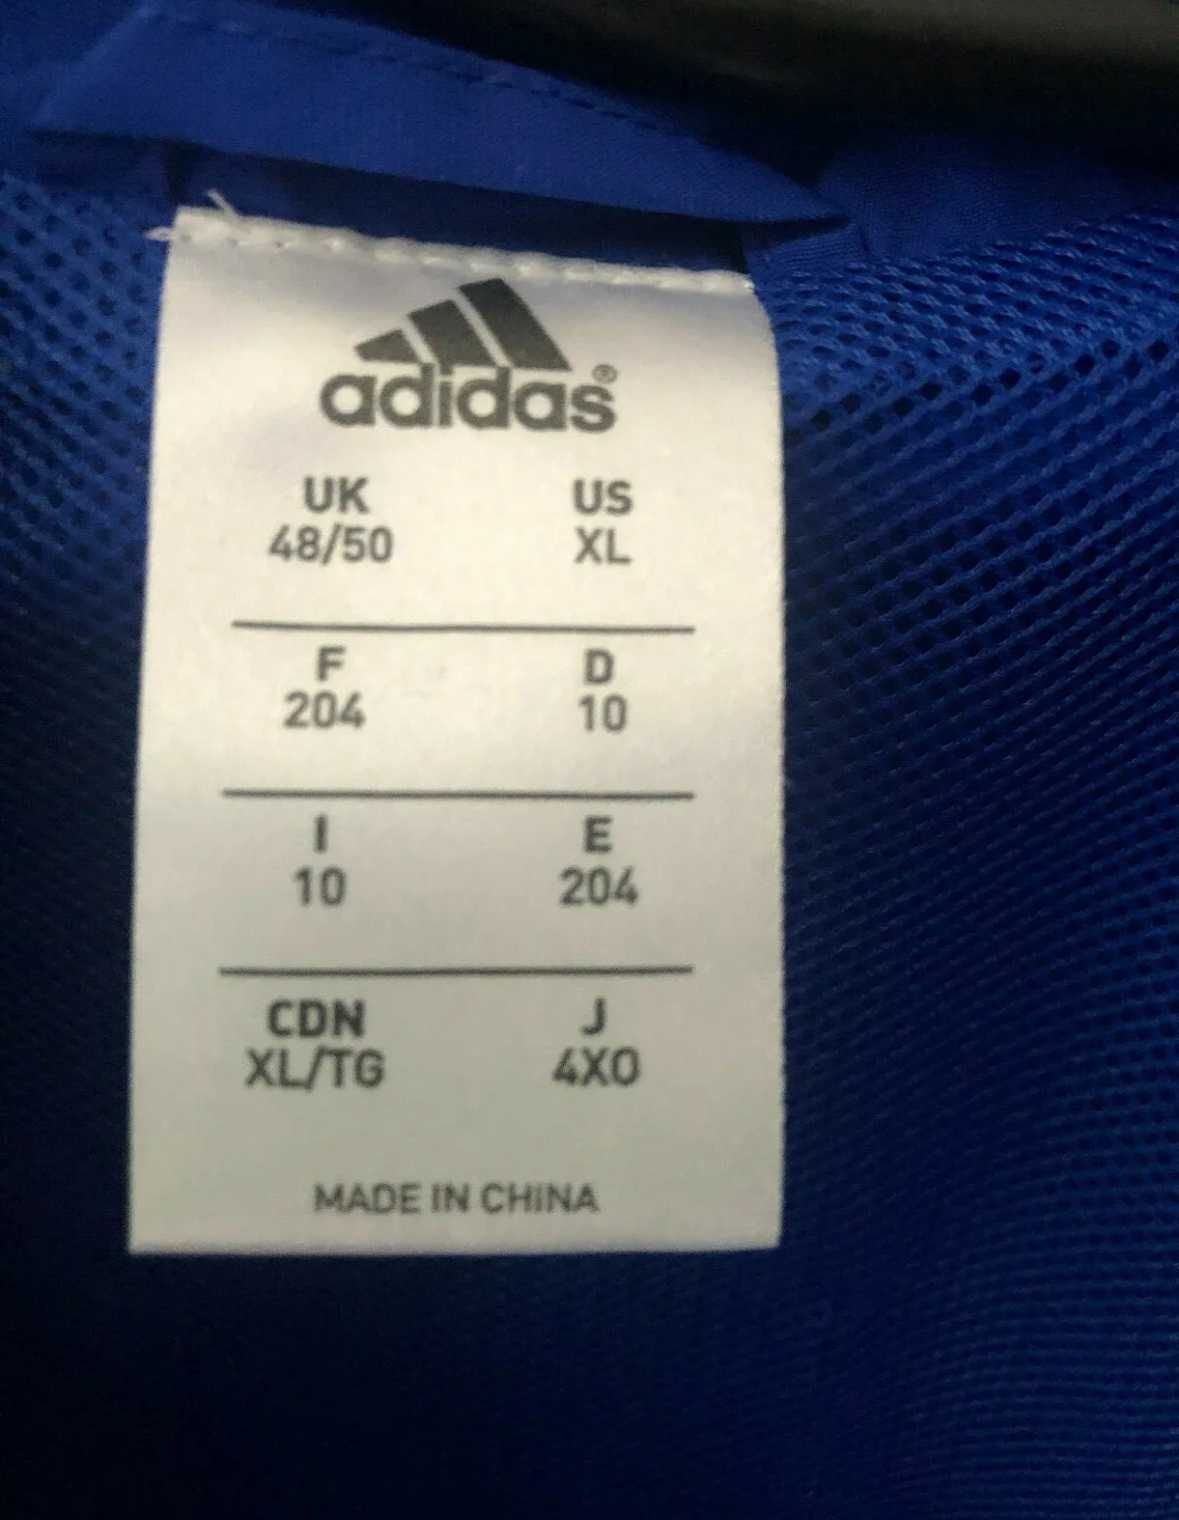 adidas®
UK US
48/50 XL
F D
204 10
I E
10 204
CDN J
XL/TG 4XO
MADE IN CHINA